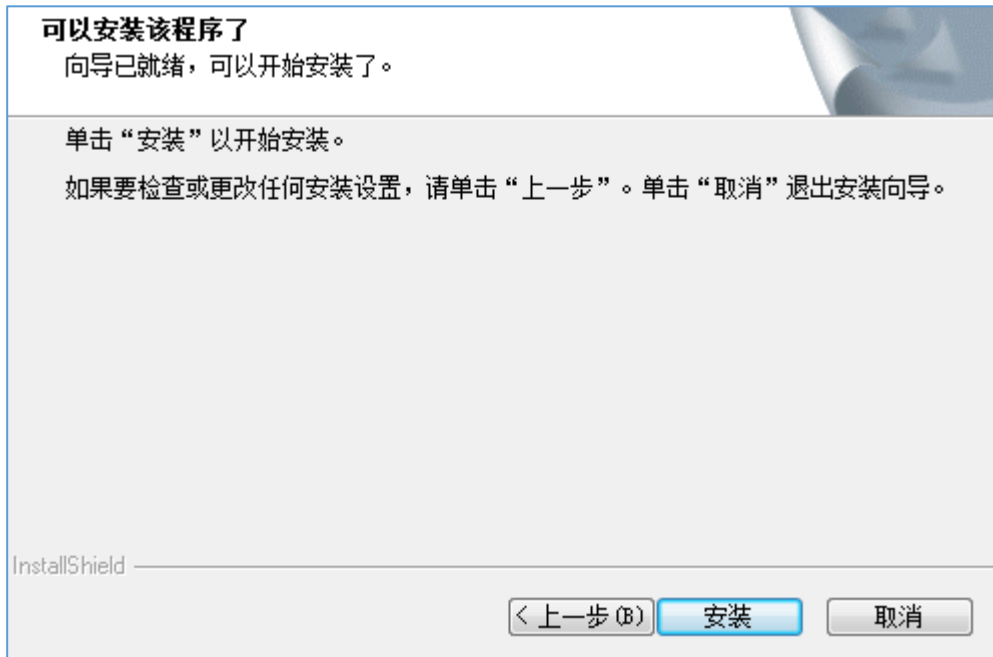 可以安装该程序了
向导已就绪，可以开始安装了。
单击“安装”以开始安装。
如果要检查或更改任何安装设置，请单击“上一步”。单击“取消”退出安装向导。
InstallShield
< 上一步(B)
安装
取消